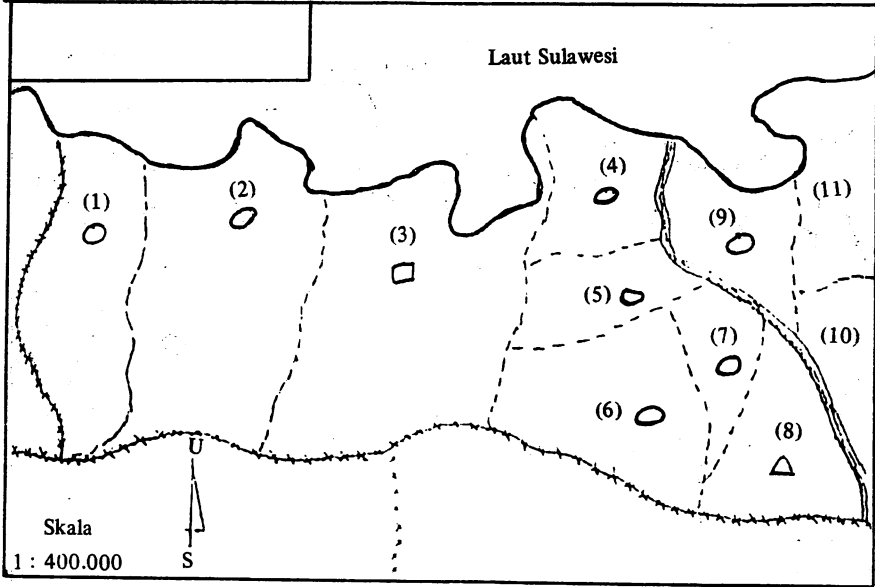 Laut Sulawesi
(1)
(2)
(3)
(4)
(5)
(6)
(7)
(8)
(9)
(10)
(11)
U
S
Skala
1 : 400.000